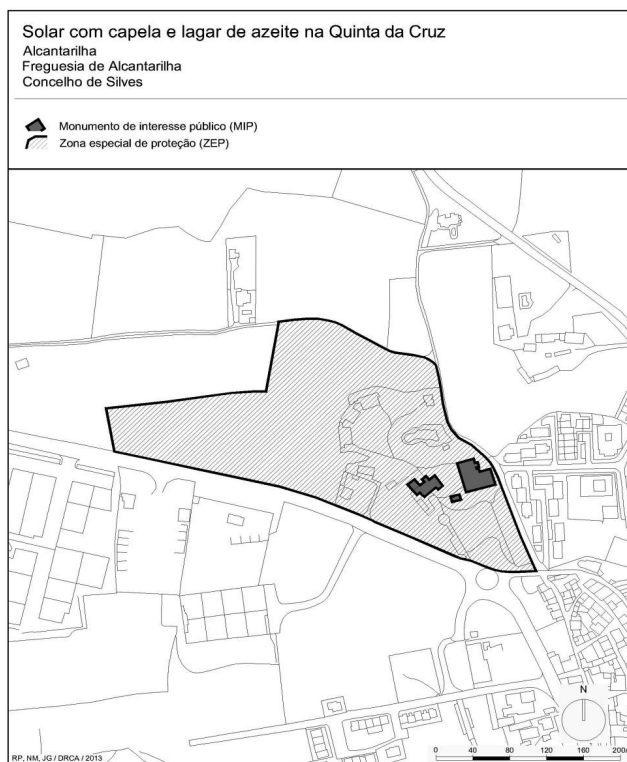 Solar com capela e lagar de azeite na Quinta da Cruz
Alcantarilha
Freguesia de Alcantarilha
Concelho de Silves
Monumento de interesse público (MIP)
Zona especial de proteção (ZEP)
N
RP, NM, JG / DRCA / 2013
0 40 80 120 160 200m